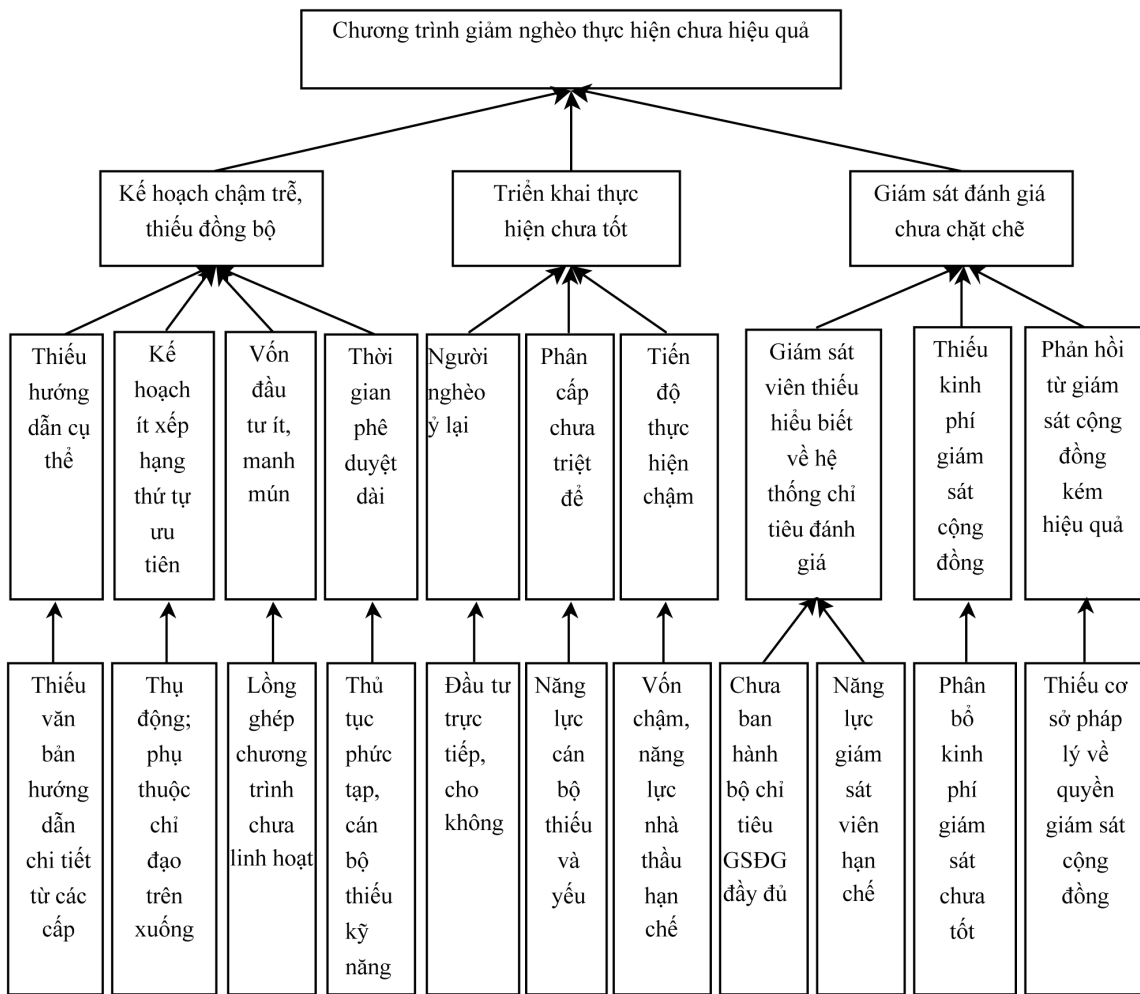 Chương trình giảm nghèo thực hiện chưa hiệu quả
Kế hoạch chậm trễ,
thiếu đồng bộ
Triển khai thực
hiện chưa tốt
Giám sát đánh giá
chưa chặt chẽ
Thiếu
hướng
dẫn cụ
thể
Kế
hoạch
ít xếp
hạng
thứ tự
ưu
tiên
Vốn
đầu
tư ít,
manh
mún
Thời
gian
phê
duyệt
dài
Người
nghèo
ỷ lại
Phân
cấp
chưa
triệt
để
Tiến
độ
thực
hiện
chậm
Giám sát
viên thiếu
hiểu biết
về hệ
thống chỉ
tiêu đánh
giá
Thiếu
kinh
phí
giám
sát
cộng
đồng
Phản hồi
từ giám
sát cộng
đồng
kém
hiệu quả
Thiếu
văn
bản
hướng
dẫn
chi tiết
từ các
cấp
Thụ
động;
phụ
thuộc
chỉ
đạo
trên
xuống
Lồng
ghép
chương
trình
chưa
linh hoạt
Thủ
tục
phức
tạp,
cán
bộ
thiếu
kỹ
năng
Đầu tư
trực
tiếp,
cho
không
Năng
lực
cán
bộ
thiếu
và
yếu
Vốn
chậm,
năng
lực
nhà
thầu
hạn
chế
Chưa
ban
hành
bộ chỉ
tiêu
GSĐG
đầy đủ
Năng
lực
giám
sát
viên
hạn
chế
Phân
bổ
kinh
phí
giám
sát
chưa
tốt
Thiếu cơ
sở pháp
lý về
quyền
giám sát
cộng
đồng